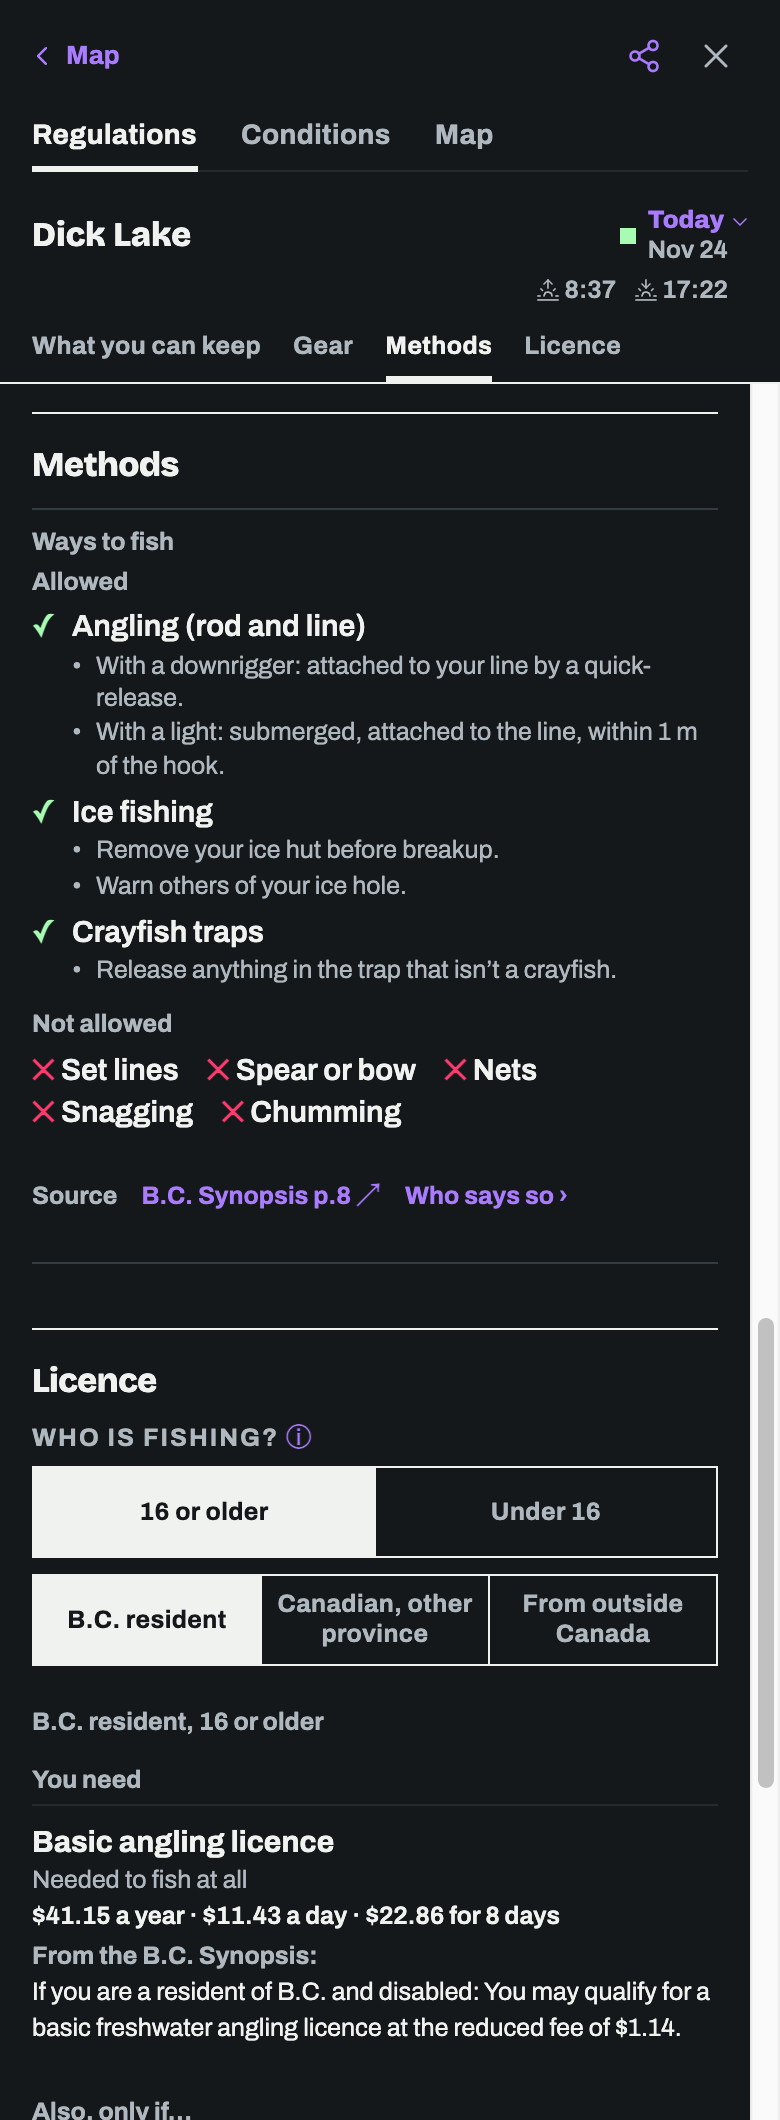 Map
Regulations Conditions Map
Dick Lake
Today
Nov 24
8:37 17:22
What you can keep Gear Methods Licence
Methods
Ways to fish
Allowed
✓ Angling (rod and line)
• With a downrigger: attached to your line by a quick-
release.
• With a light: submerged, attached to the line, within 1 m
of the hook.
✓ Ice fishing
• Remove your ice hut before breakup.
• Warn others of your ice hole.
✓ Crayfish traps
• Release anything in the trap that isn’t a crayfish.
Not allowed
✕ Set lines ✕ Spear or bow ✕ Nets
✕ Snagging ✕ Chumming
Source B.C. Synopsis p.8 ↗ Who says so ›
Licence
WHO IS FISHING? ⓘ
16 or older Under 16
B.C. resident Canadian, other province From outside Canada
B.C. resident, 16 or older
You need
Basic angling licence
Needed to fish at all
$41.15 a year · $11.43 a day · $22.86 for 8 days
From the B.C. Synopsis:
If you are a resident of B.C. and disabled: You may qualify for a
basic freshwater angling licence at the reduced fee of $1.14.
Also, only if...